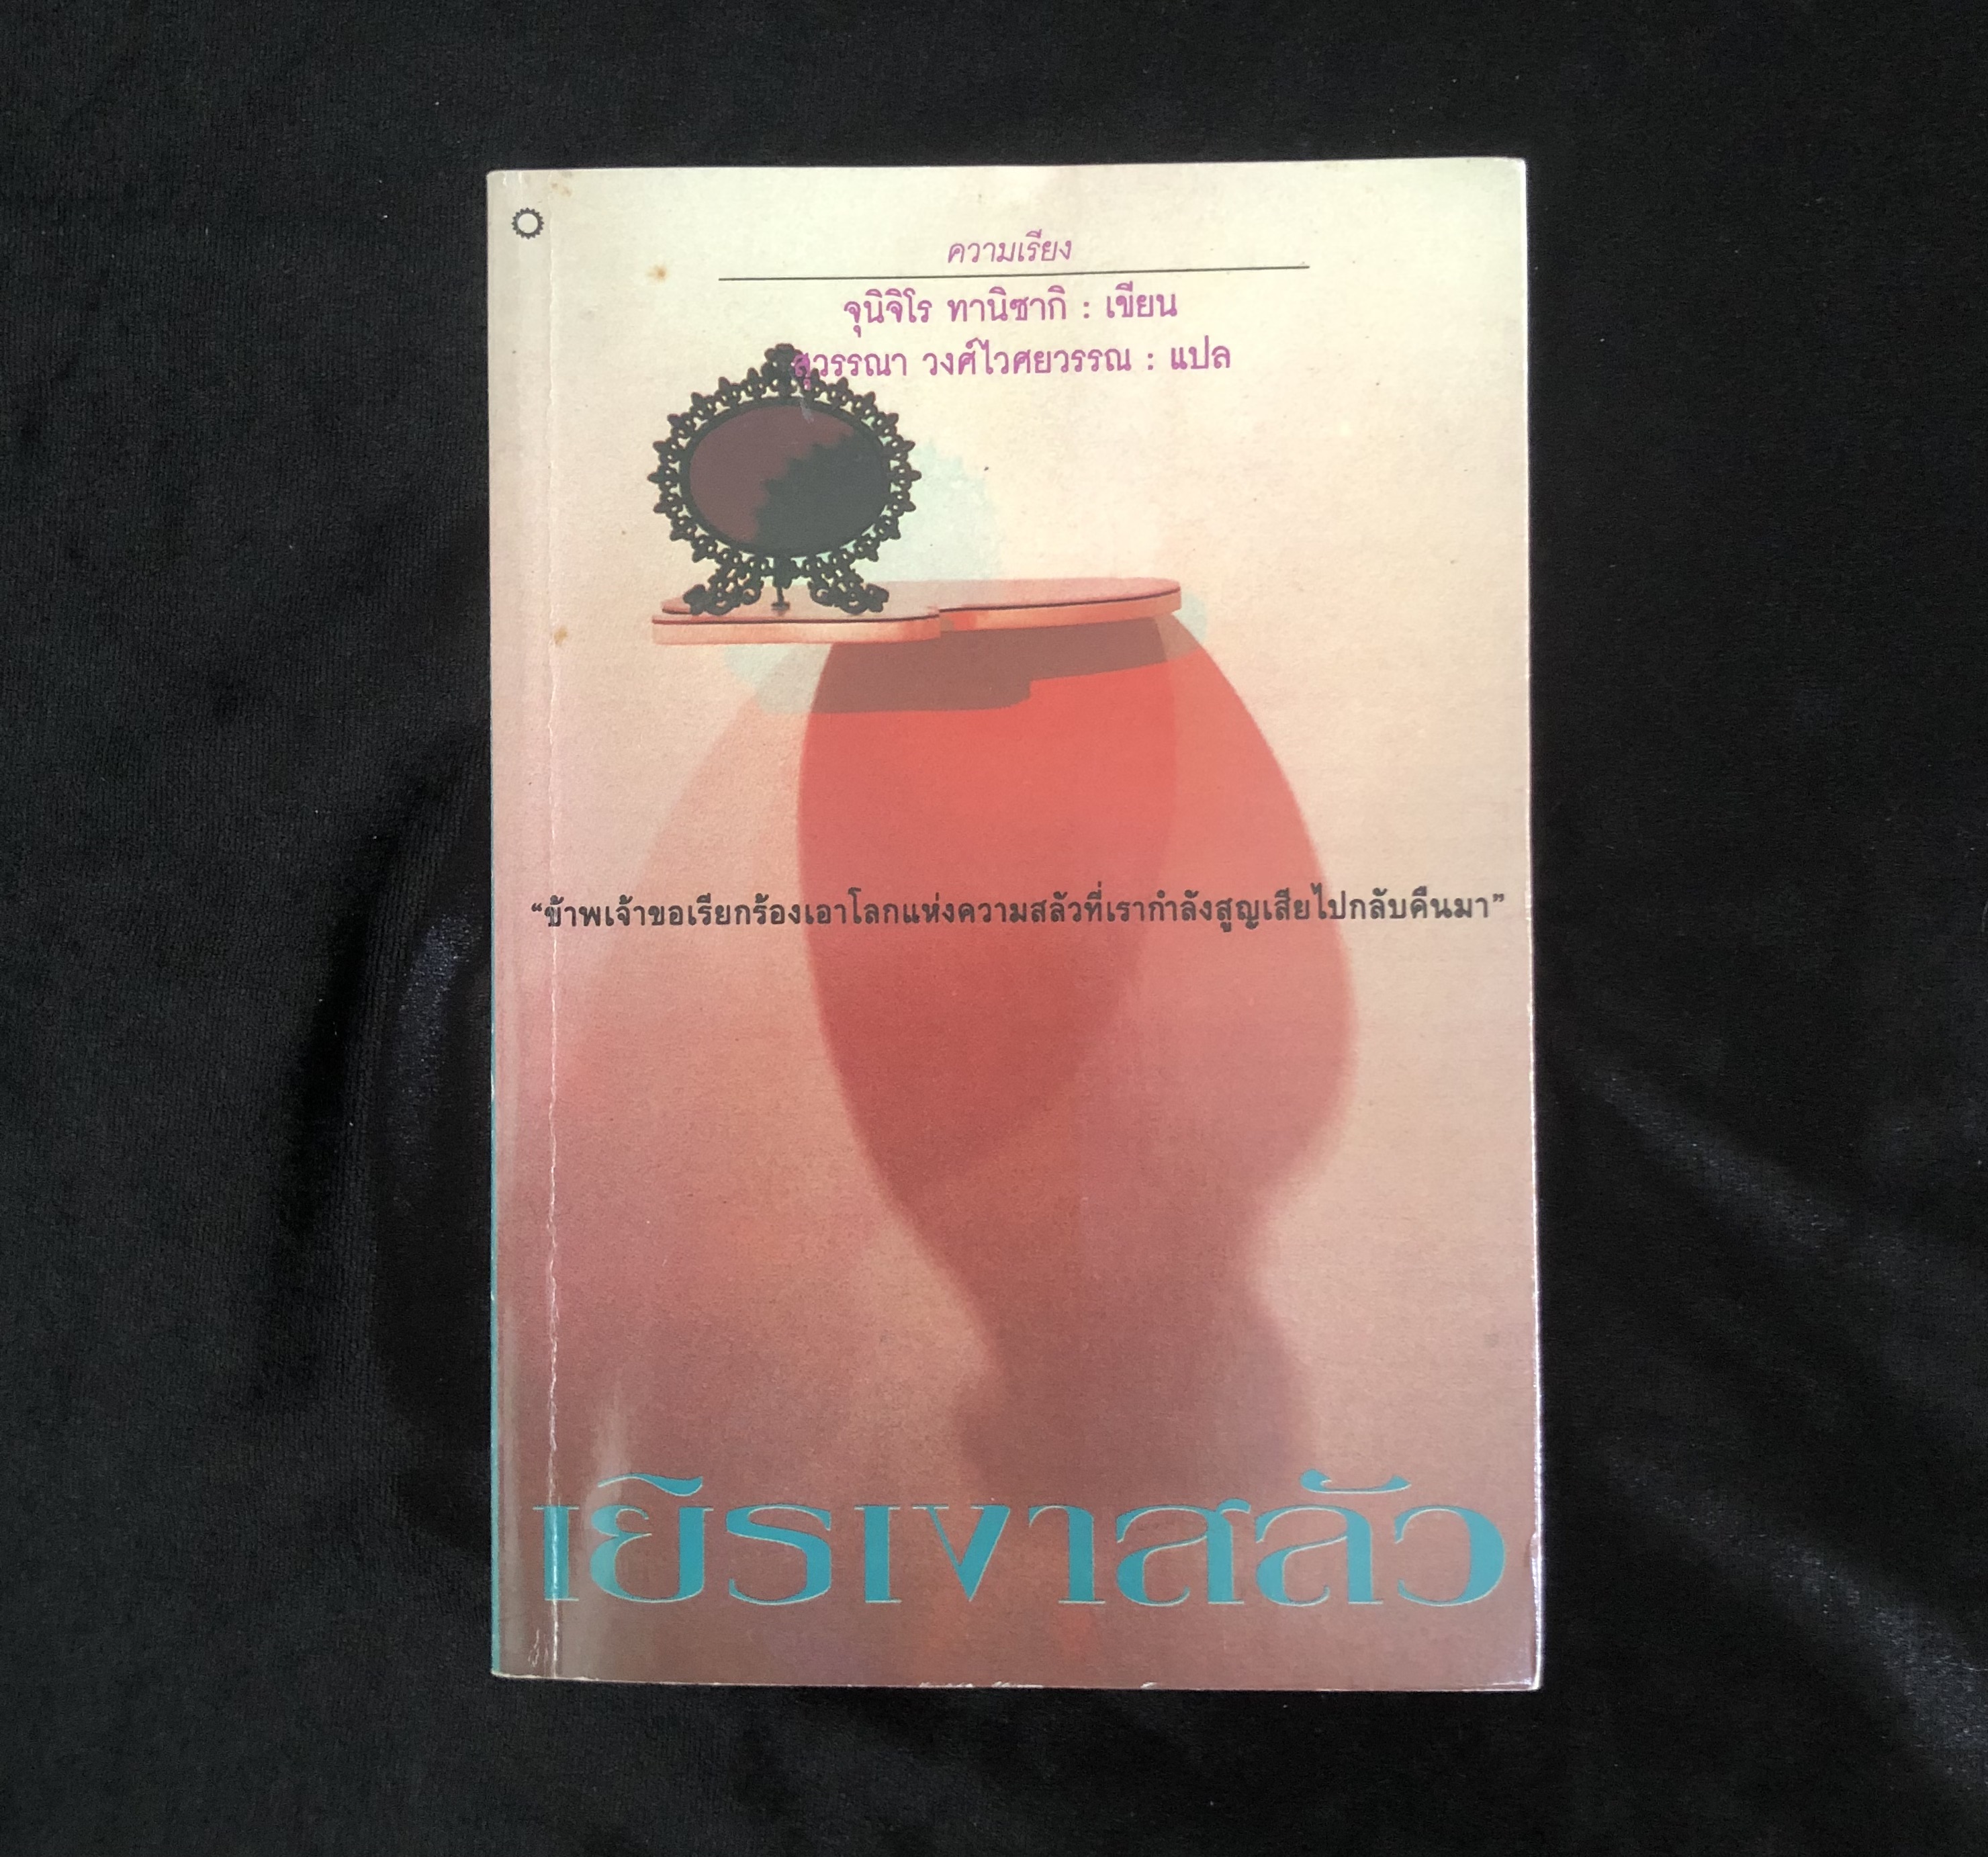 ความเรียง
จุนิจิโร ทานิซากิ : เขียน
สุวรรณา วงศ์ไวศยวรรณ : แปล
“ข้าพเจ้าขอเรียกร้องเอาโลกแห่งความสลัวที่เรากำลังสูญเสียไปกลับคืนมา”
เยิรเงาสลัว